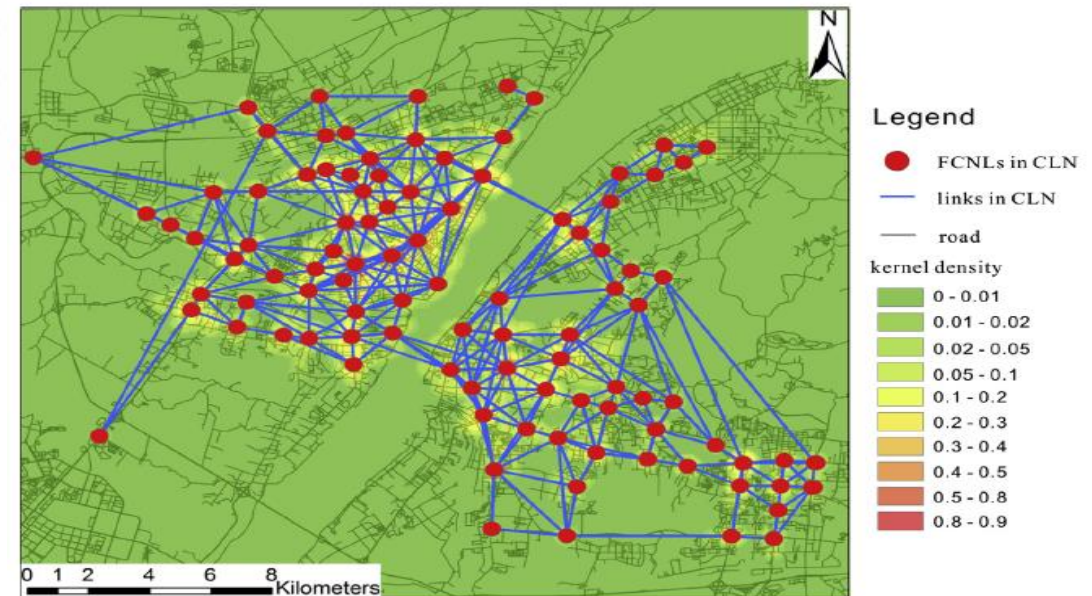 N
Legend
FCNLs in CLN
links in CLN
road
kernel density
0 - 0.01
0.01 - 0.02
0.02 - 0.05
0.05 - 0.1
0.1 - 0.2
0.2 - 0.3
0.3 - 0.4
0.4 - 0.5
0.5 - 0.8
0.8 - 0.9
0 1 2 4 6 8
Kilometers